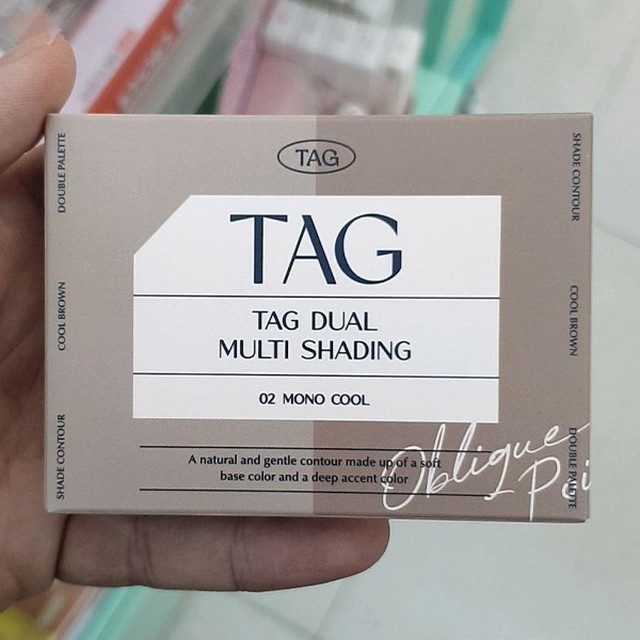 TAG
TAG
TAG DUAL
MULTI SHADING
02 MONO COOL
A natural and gentle contour made up of a soft
base color and a deep accent color
DOUBLE PALETTE
COOL BROWN
SHADE CONTOUR
SHADE CONTOUR
COOL BROWN
DOUBLE PALETTE
Oblique